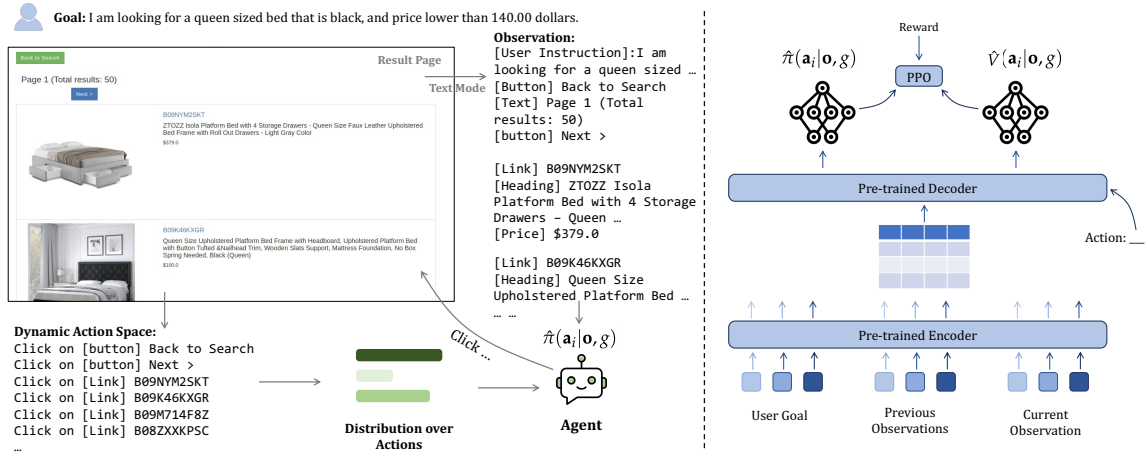 Goal: I am looking for a queen sized bed that is black, and price lower than 140.00 dollars.
Back to Search
Result Page
Page 1 (Total results: 50)
Next >
Text Mode
B09NYM2SKT
ZTOZZ Isola Platform Bed with 4 Storage Drawers - Queen Size Faux Leather Upholstered
Bed Frame with Roll Out Drawers - Light Gray Color
$379.0
B09K46KXGR
Queen Size Upholstered Platform Bed Frame with Headboard, Upholstered Platform Bed
with Button Tufted &Nailhead Trim, Wooden Slats Support, Mattress Foundation, No Box
Spring Needed, Black (Queen)
Observation:
[User Instruction]:I am
looking for a queen sized …
[Button] Back to Search
[Text] Page 1 (Total
results: 50)
[button] Next >
[Link] B09NYM2SKT
[Heading] ZTOZZ Isola
Platform Bed with 4 Storage
Drawers – Queen …
[Price] $379.0
[Link] B09K46KXGR
[Heading] Queen Size
Upholstered Platform Bed …
… …
Dynamic Action Space:
Click on [button] Back to Search
Click on [button] Next >
Click on [Link] B09NYM2SKT
Click on [Link] B09K46KXGR
Click on [Link] B09M714F8Z
Click on [Link] B08ZXXKPSC
…
Distribution over
Actions
Click ...
π̂(𝐚ᵢ|𝐨, g)
Agent
Reward
π̂(𝐚ᵢ|𝐨, g)
PPO
V̂(𝐚ᵢ|𝐨, g)
Pre-trained Decoder
Action: __
Pre-trained Encoder
User Goal
Previous
Observations
Current
Observation